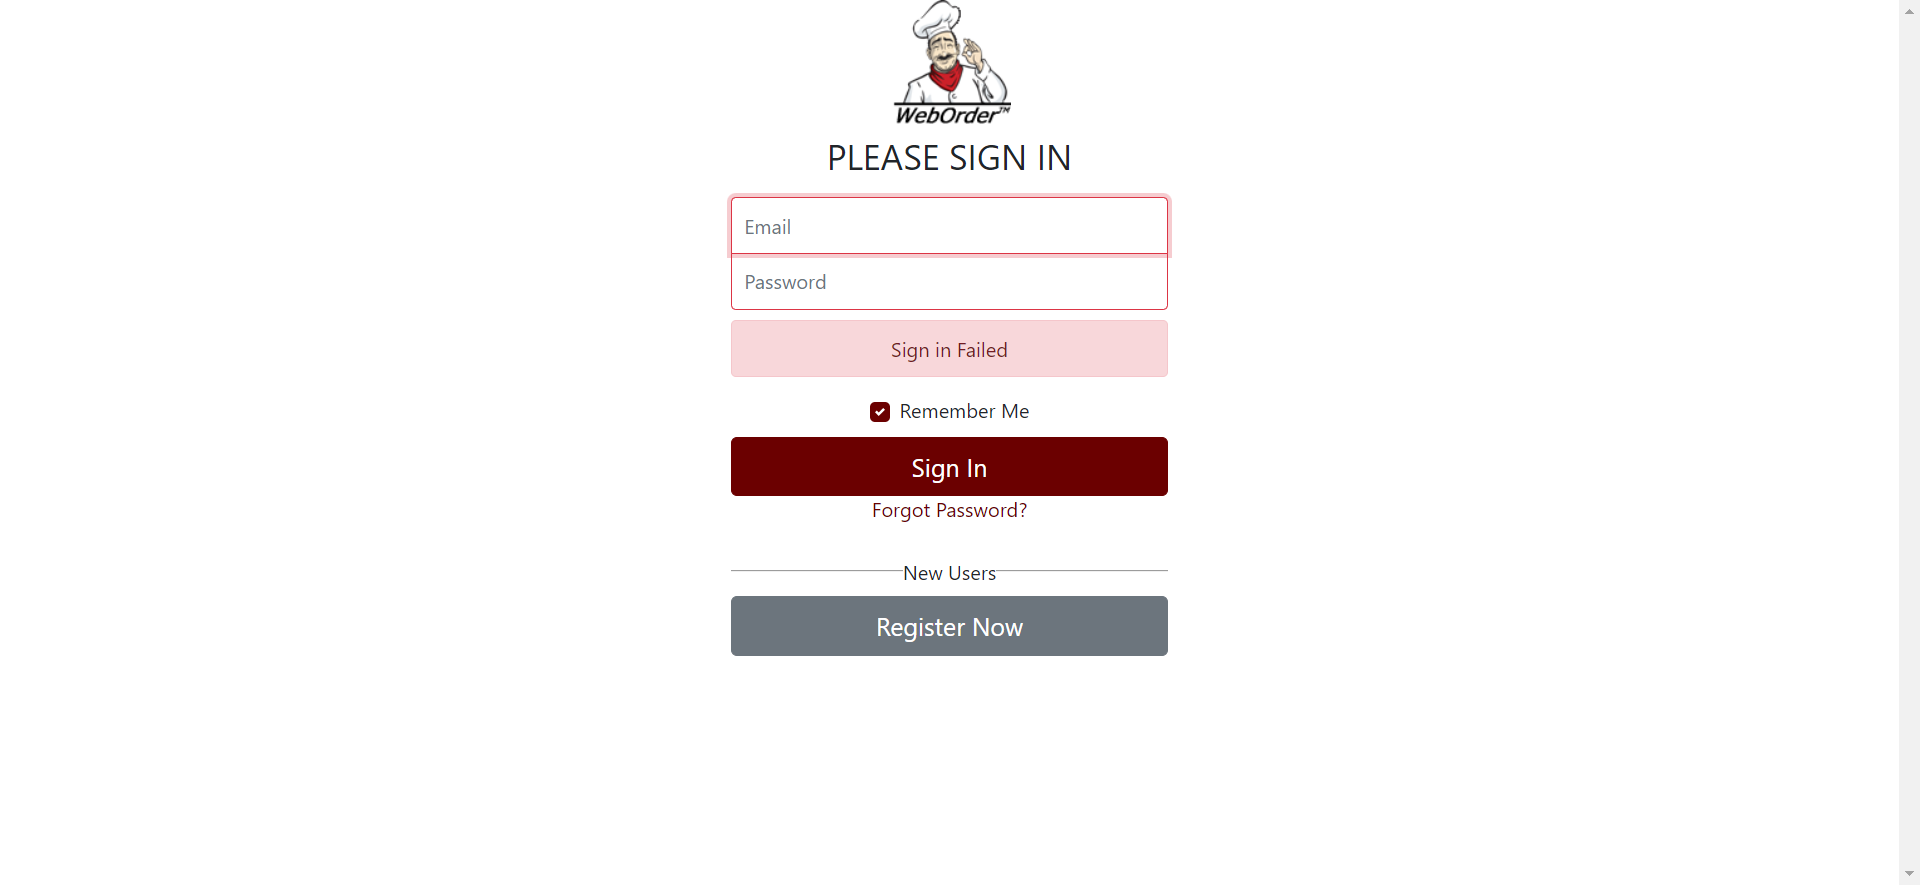 WebOrder™
PLEASE SIGN IN
Email
Password
Sign in Failed
Remember Me
Sign In
Forgot Password?
New Users
Register Now